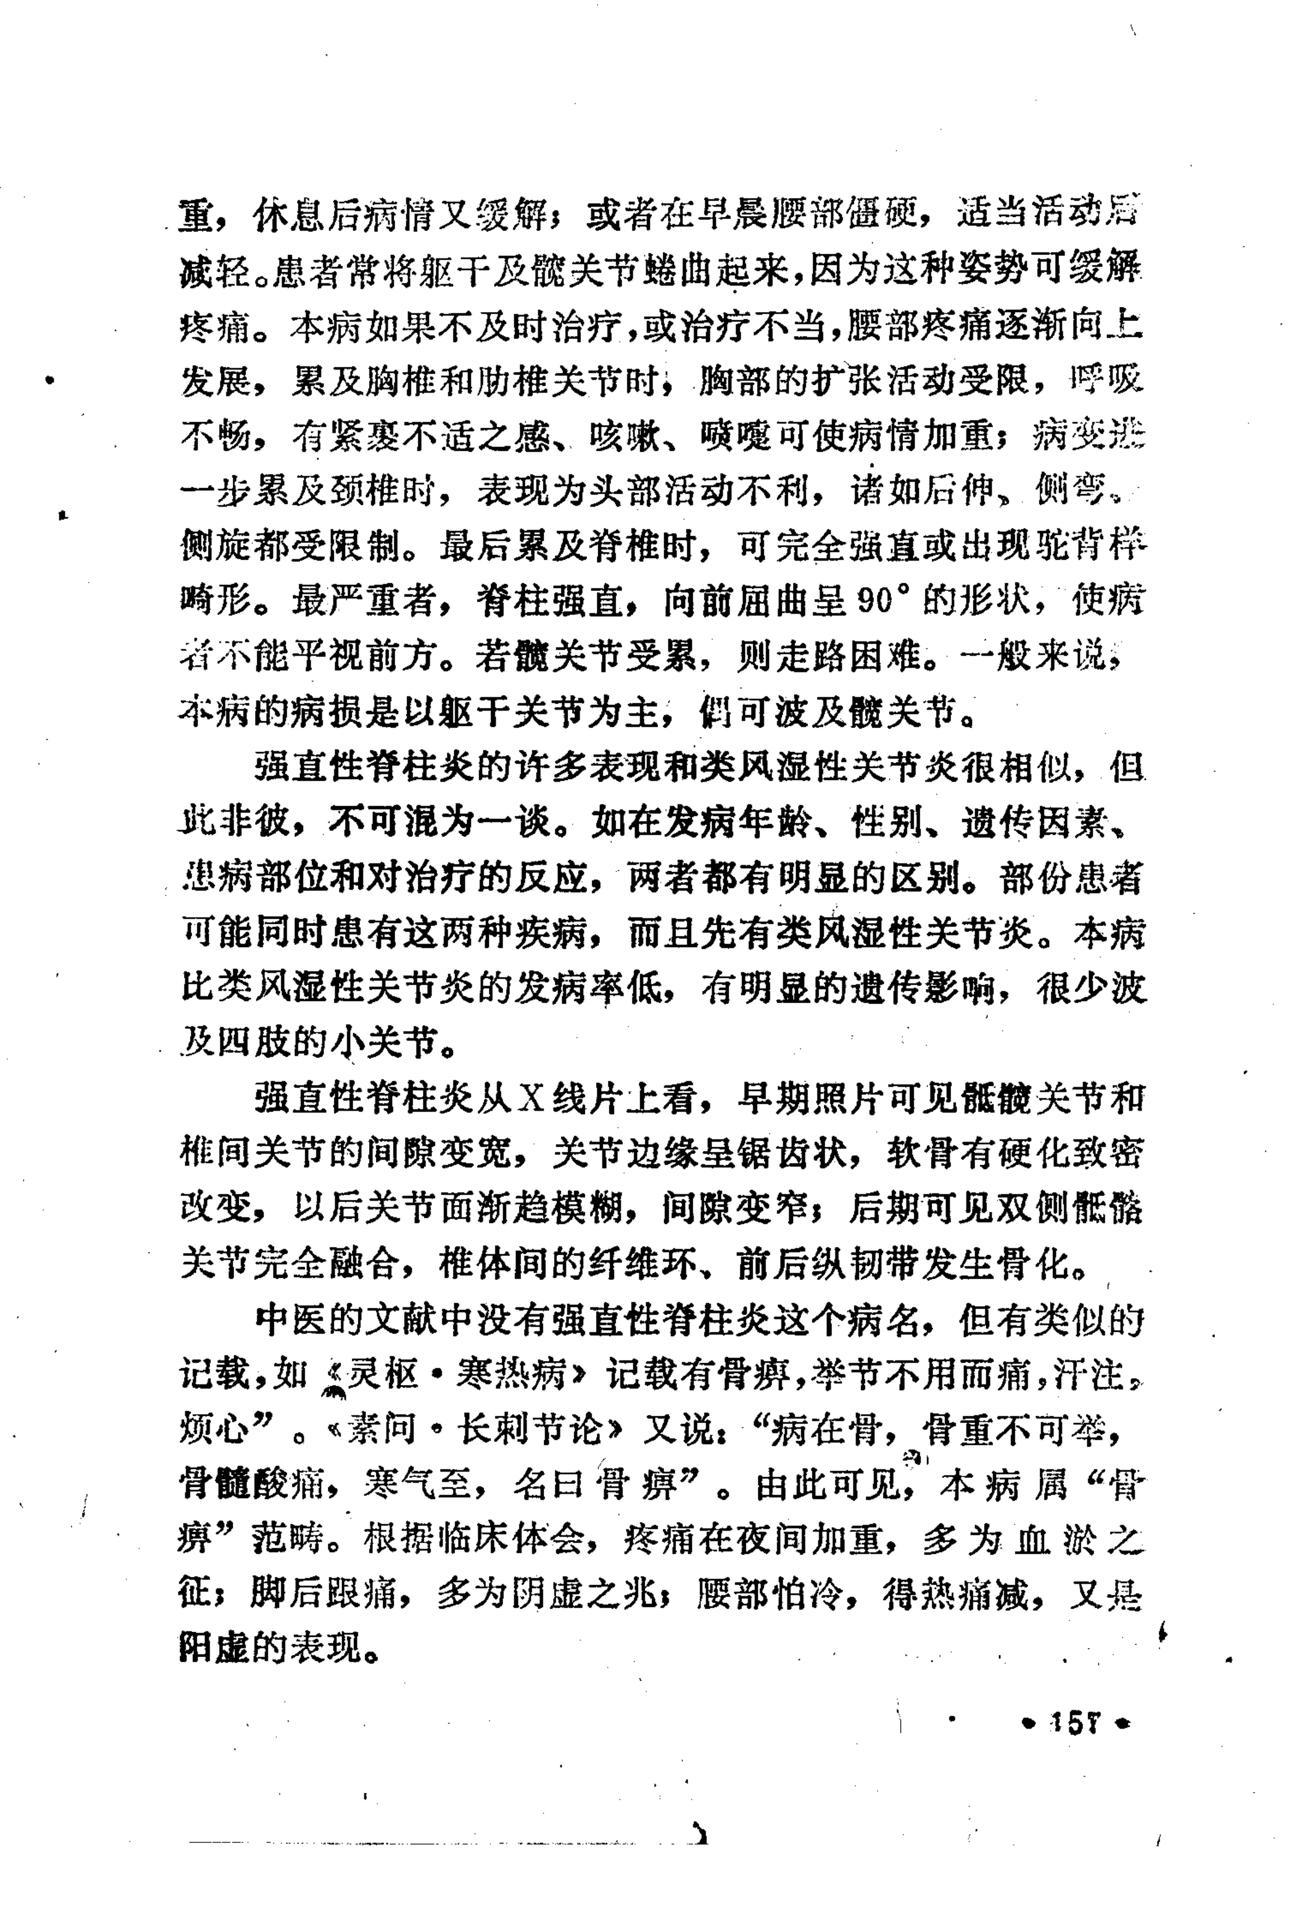 重，休息后病情又缓解；或者在早晨腰部僵硬，适当活动后
减轻。患者常将躯干及髋关节蜷曲起来，因为这种姿势可缓解
疼痛。本病如果不及时治疗，或治疗不当，腰部疼痛逐渐向上
发展，累及胸椎和肋椎关节时，胸部的扩张活动受限，呼吸
不畅，有紧裹不适之感、咳嗽、喷嚏可使病情加重；病变进
一步累及颈椎时，表现为头部活动不利，诸如后伸、侧弯、
侧旋都受限制。最后累及脊椎时，可完全强直或出现驼背样
畸形。最严重者，脊柱强直，向前屈曲呈90°的形状，使病
者不能平视前方。若髋关节受累，则走路困难。一般来说，
本病的病损是以躯干关节为主，偶可波及髋关节。
强直性脊柱炎的许多表现和类风湿性关节炎很相似，但
此非彼，不可混为一谈。如在发病年龄、性别、遗传因素、
患病部位和对治疗的反应，两者都有明显的区别。部份患者
可能同时患有这两种疾病，而且先有类风湿性关节炎。本病
比类风湿性关节炎的发病率低，有明显的遗传影响，很少波
及四肢的小关节。
强直性脊柱炎从X线片上看，早期照片可见骶髋关节和
椎间关节的间隙变宽，关节边缘呈锯齿状，软骨有硬化致密
改变，以后关节面渐趋模糊，间隙变窄；后期可见双侧骶髂
关节完全融合，椎体间的纤维环、前后纵韧带发生骨化。
中医的文献中没有强直性脊柱炎这个病名，但有类似的
记载，如《灵枢·寒热病》记载有骨痹，举节不用而痛，汗注，
烦心”。《素问·长刺节论》又说：“病在骨，骨重不可举，
骨髓酸痛，寒气至，名曰骨痹”。由此可见，本病属“骨
痹”范畴。根据临床体会，疼痛在夜间加重，多为血淤之
征；脚后跟痛，多为阴虚之兆；腰部怕冷，得热痛减，又是
阳虚的表现。
• 157 •